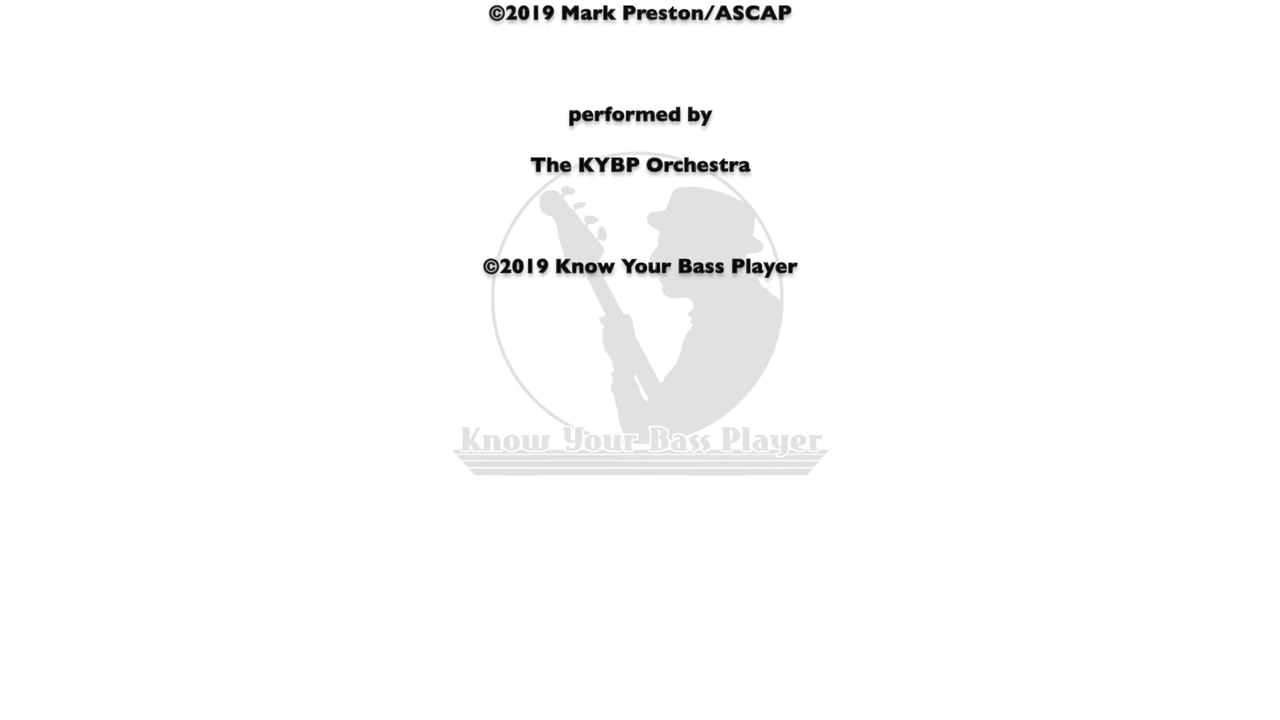 ©2019 Mark Preston/ASCAP
performed by
The KYBP Orchestra
©2019 Know Your Bass Player
Know Your Bass Player